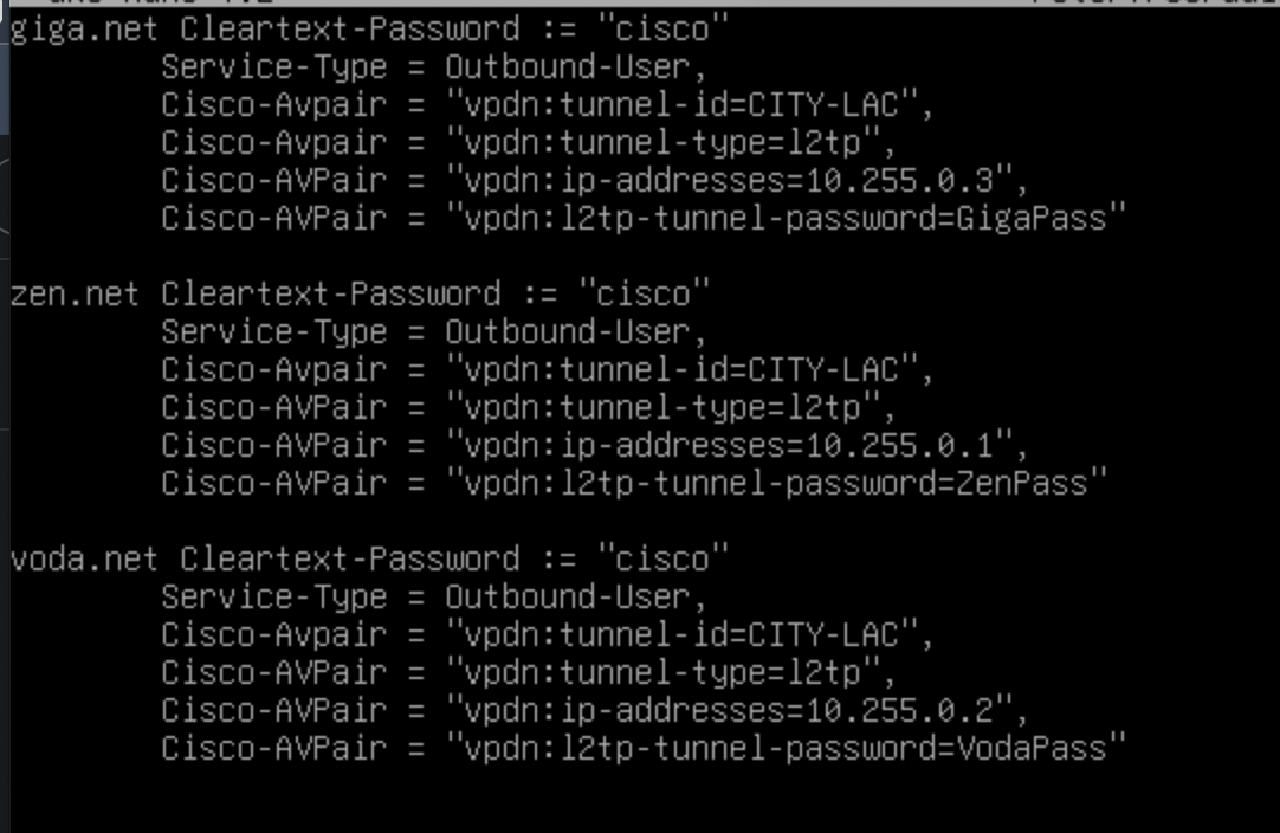 giga.net Cleartext-Password := "cisco"
Service-Type = Outbound-User,
Cisco-Avpair = "vpdn:tunnel-id=CITY-LAC",
Cisco-Avpair = "vpdn:tunnel-type=l2tp",
Cisco-AVPair = "vpdn:ip-addresses=10.255.0.3",
Cisco-AVPair = "vpdn:l2tp-tunnel-password=GigaPass"
zen.net Cleartext-Password := "cisco"
Service-Type = Outbound-User,
Cisco-Avpair = "vpdn:tunnel-id=CITY-LAC",
Cisco-AVPair = "vpdn:tunnel-type=l2tp",
Cisco-AVPair = "vpdn:ip-addresses=10.255.0.1",
Cisco-AVPair = "vpdn:l2tp-tunnel-password=ZenPass"
voda.net Cleartext-Password := "cisco"
Service-Type = Outbound-User,
Cisco-Avpair = "vpdn:tunnel-id=CITY-LAC",
Cisco-AVPair = "vpdn:tunnel-type=l2tp",
Cisco-AVPair = "vpdn:ip-addresses=10.255.0.2",
Cisco-AVPair = "vpdn:l2tp-tunnel-password=VodaPass"